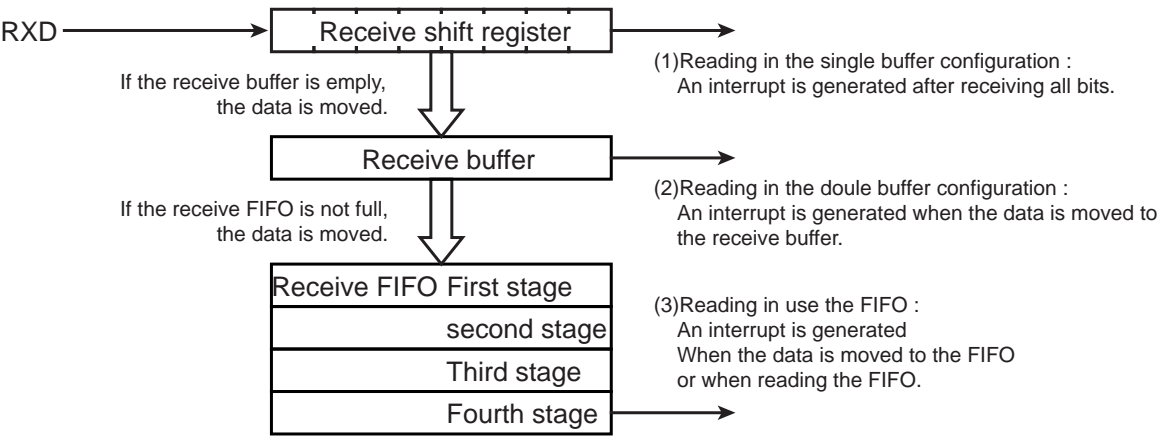 RXD
Receive shift register
(1)Reading in the single buffer configuration :
An interrupt is generated after receiving all bits.
If the receive buffer is emply,
the data is moved.
Receive buffer
(2)Reading in the doule buffer configuration :
An interrupt is generated when the data is moved to
the receive buffer.
If the receive FIFO is not full,
the data is moved.
Receive FIFO First stage
second stage
Third stage
Fourth stage
(3)Reading in use the FIFO :
An interrupt is generated
When the data is moved to the FIFO
or when reading the FIFO.